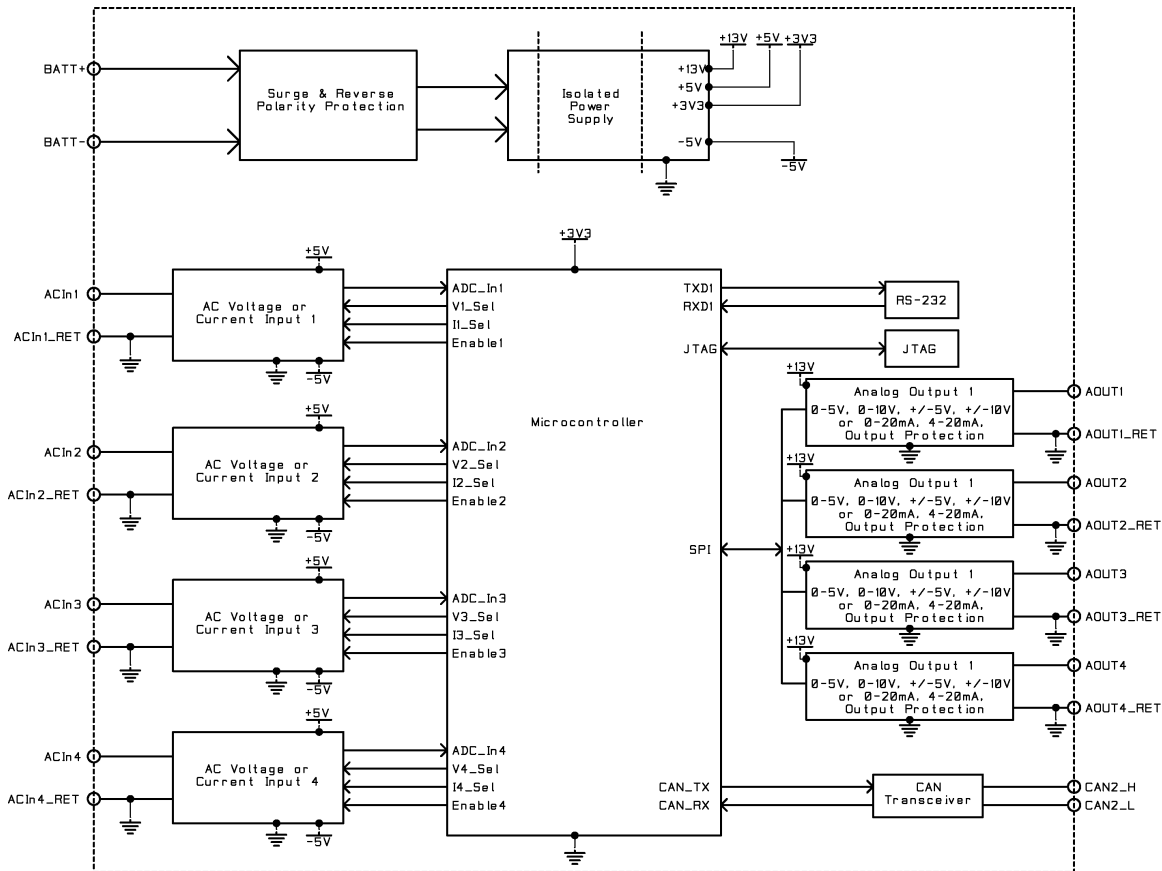 +13V +5V +3V3
BATT+
BATT-
Surge & Reverse
Polarity Protection
Isolated
Power
Supply
+13V
+5V
+3V3
-5V
-5V
+3V3
+5V
ACIn1
ACIn1_RET
AC Voltage or
Current Input 1
-5V
ADC_In1
V1_Sel
I1_Sel
Enable1
+5V
ACIn2
ACIn2_RET
AC Voltage or
Current Input 2
-5V
ADC_In2
V2_Sel
I2_Sel
Enable2
+5V
ACIn3
ACIn3_RET
AC Voltage or
Current Input 3
-5V
ADC_In3
V3_Sel
I3_Sel
Enable3
+5V
ACIn4
ACIn4_RET
AC Voltage or
Current Input 4
-5V
ADC_In4
V4_Sel
I4_Sel
Enable4
Microcontroller
TXD1
RXD1
RS-232
JTAG
JTAG
SPI
+13V
Analog Output 1
0-5V, 0-10V, +/-5V, +/-10V
or 0-20mA, 4-20mA,
Output Protection
AOUT1
AOUT1_RET
+13V
Analog Output 1
0-5V, 0-10V, +/-5V, +/-10V
or 0-20mA, 4-20mA,
Output Protection
AOUT2
AOUT2_RET
+13V
Analog Output 1
0-5V, 0-10V, +/-5V, +/-10V
or 0-20mA, 4-20mA,
Output Protection
AOUT3
AOUT3_RET
+13V
Analog Output 1
0-5V, 0-10V, +/-5V, +/-10V
or 0-20mA, 4-20mA,
Output Protection
AOUT4
AOUT4_RET
CAN_TX
CAN_RX
CAN
Transceiver
CAN2_H
CAN2_L